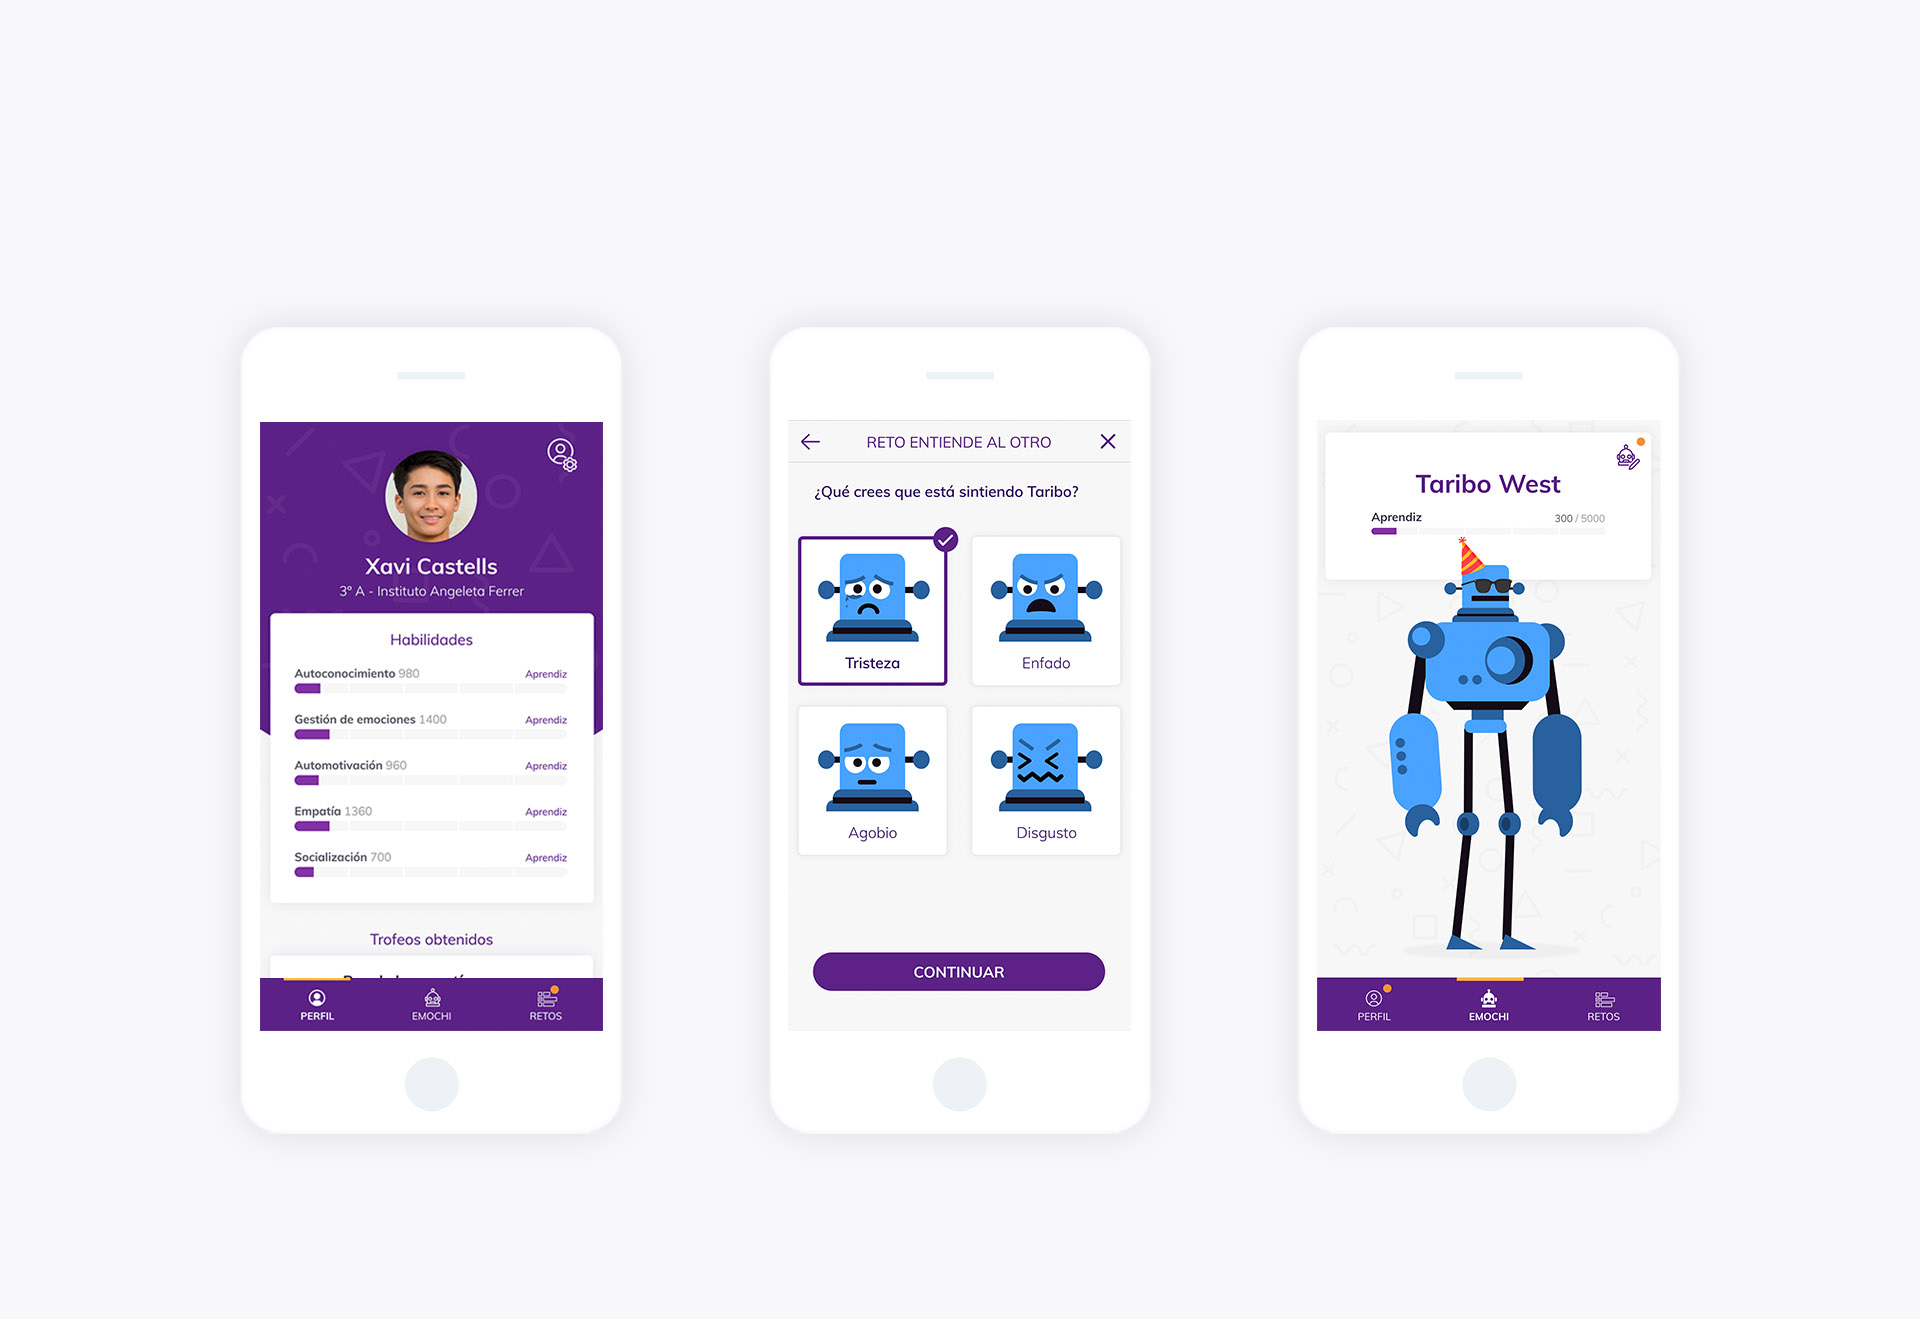 Xavi Castells
3º A - Instituto Angeleta Ferrer
Habilidades
Autoconocimiento 980 Aprendiz
Gestión de emociones 1400 Aprendiz
Automotivación 960 Aprendiz
Empatía 1360 Aprendiz
Socialización 700 Aprendiz
Trofeos obtenidos
PERFIL EMOCHI RETOS
RETO ENTIENDE AL OTRO
¿Qué crees que está sintiendo Taribo?
Tristeza Enfado
Agobio Disgusto
CONTINUAR
Taribo West
Aprendiz 300 / 5000
PERFIL EMOCHI RETOS